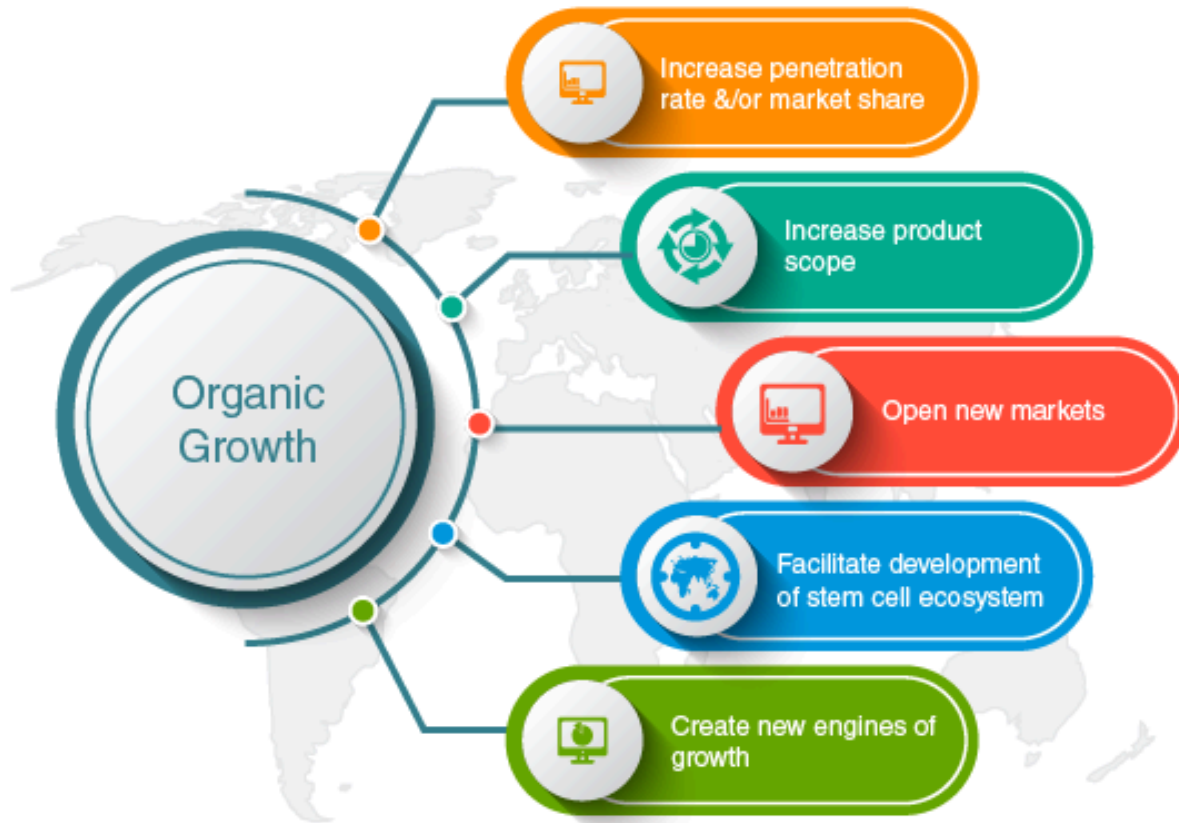 Organic
Growth
Increase penetration
rate &/or market share
Increase product
scope
Open new markets
Facilitate development
of stem cell ecosystem
Create new engines of
growth